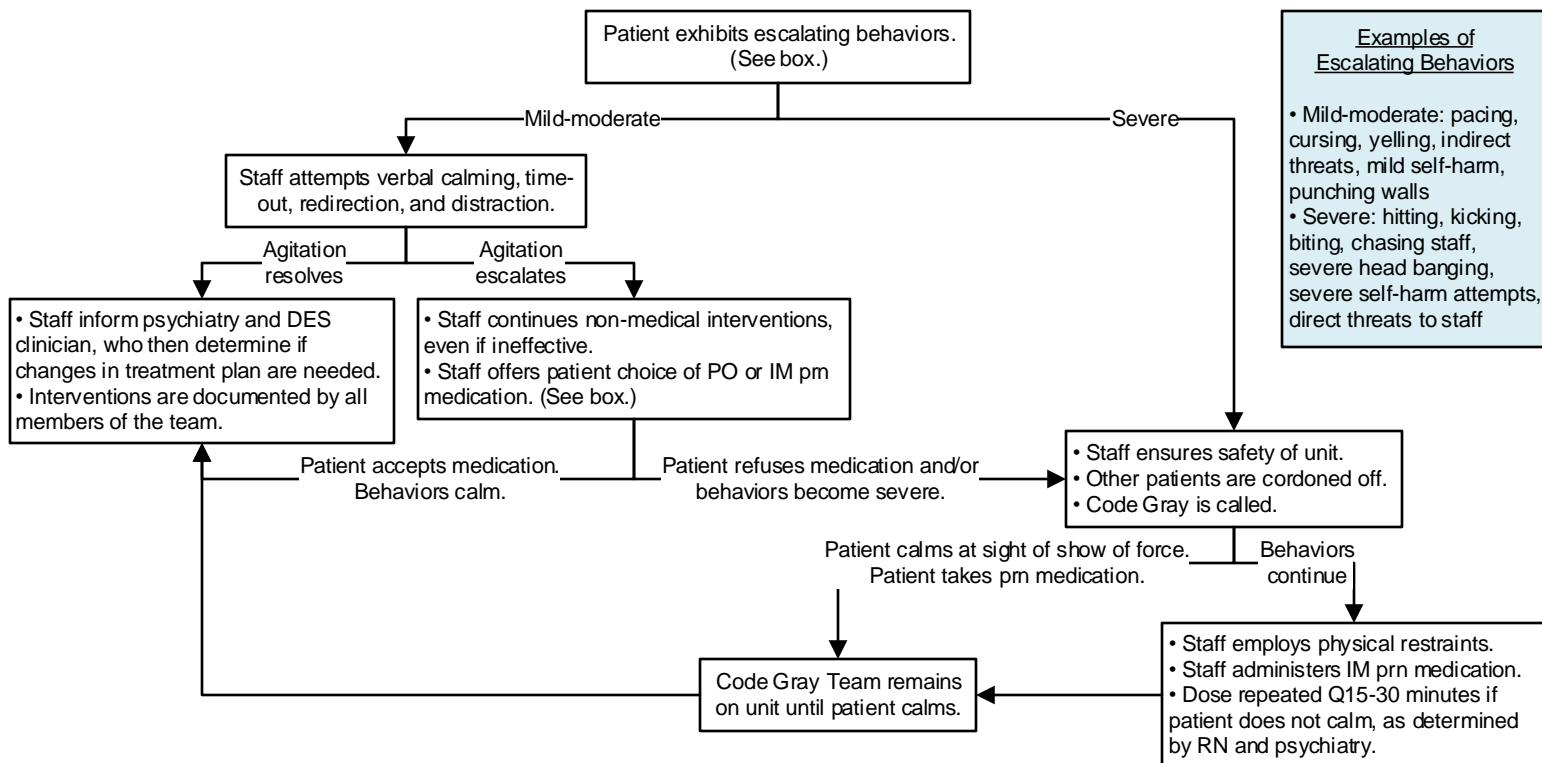 Patient exhibits escalating behaviors.
(See box.)
Examples of
Escalating Behaviors
• Mild-moderate: pacing,
cursing, yelling, indirect
threats, mild self-harm,
punching walls
• Severe: hitting, kicking,
biting, chasing staff,
severe head banging,
severe self-harm attempts,
direct threats to staff
Mild-moderate
Severe
Staff attempts verbal calming, time-
out, redirection, and distraction.
Agitation
resolves
Agitation
escalates
• Staff inform psychiatry and DES
clinician, who then determine if
changes in treatment plan are needed.
• Interventions are documented by all
members of the team.
• Staff continues non-medical interventions,
even if ineffective.
• Staff offers patient choice of PO or IM prn
medication. (See box.)
Patient accepts medication.
Behaviors calm.
Patient refuses medication and/or
behaviors become severe.
• Staff ensures safety of unit.
• Other patients are cordoned off.
• Code Gray is called.
Patient calms at sight of show of force.
Patient takes prn medication.
Behaviors
continue
Code Gray Team remains
on unit until patient calms.
• Staff employs physical restraints.
• Staff administers IM prn medication.
• Dose repeated Q15-30 minutes if
patient does not calm, as determined
by RN and psychiatry.